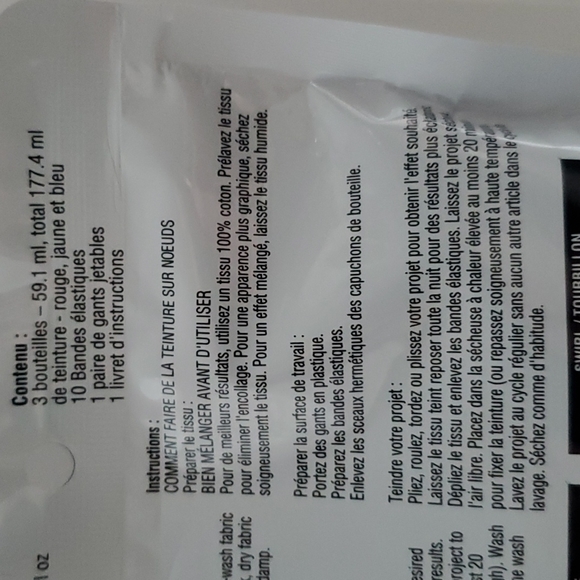 Contenu :
3 bouteilles – 59.1 ml, total 177.4 ml
de teinture - rouge, jaune et bleu
10 Bandes élastiques
1 paire de gants jetables
1 livret d'instructions
Instructions :
COMMENT FAIRE DE LA TEINTURE SUR NOEUDS
Préparer le tissu :
BIEN MÉLANGER AVANT D'UTILISER
Pour de meilleurs résultats, utilisez un tissu 100% coton. Prélavez le tissu
pour éliminer l'encollage. Pour une apparence plus graphique, séchez
soigneusement le tissu. Pour un effet mélangé, laissez le tissu humide.
Préparer la surface de travail :
Portez des gants en plastique.
Préparez les bandes élastiques.
Enlevez les sceaux hermétiques des capuchons de bouteille.
Teindre votre projet :
Pliez, roulez, tordez ou plissez votre projet pour obtenir l'effet souhaité.
Laissez le tissu teint reposer toute la nuit pour des résultats plus
Dépliez le tissu et enlevez les bandes élastiques. Laissez le projet
l'air libre. Placez dans la sécheuse à chaleur élevée au moins 20
pour fixer la teinture (ou repassez soigneusement à haute
Lavez le projet au cycle régulier sans aucun autre article dans le
lavage. Séchez comme d'habitude.
l oz
-wash fabric
, dry fabric
damp.
esired
results.
roject to
st 20
h). Wash
e wash